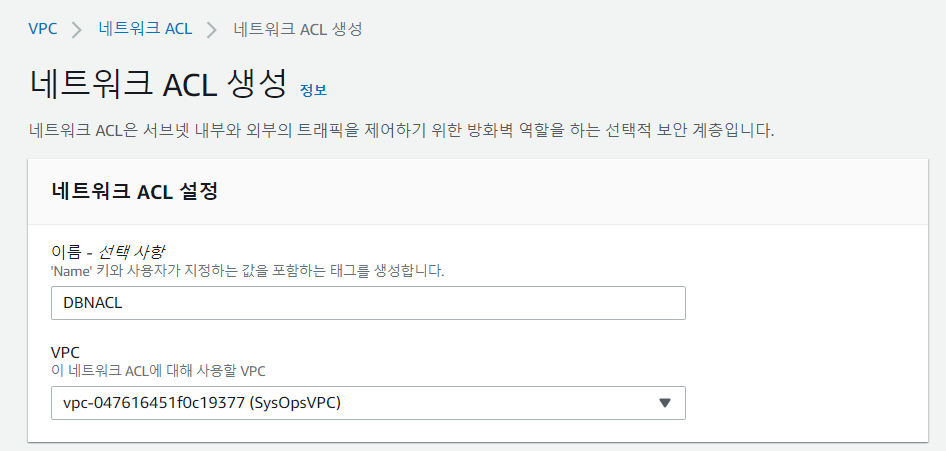 VPC > 네트워크 ACL > 네트워크 ACL 생성
네트워크 ACL 생성 정보
네트워크 ACL은 서브넷 내부와 외부의 트래픽을 제어하기 위한 방화벽 역할을 하는 선택적 보안 계층입니다.
네트워크 ACL 설정
이름 - 선택 사항
'Name' 키와 사용자가 지정하는 값을 포함하는 태그를 생성합니다.
DBNACL
VPC
이 네트워크 ACL에 대해 사용할 VPC
vpc-047616451f0c19377 (SysOpsVPC)